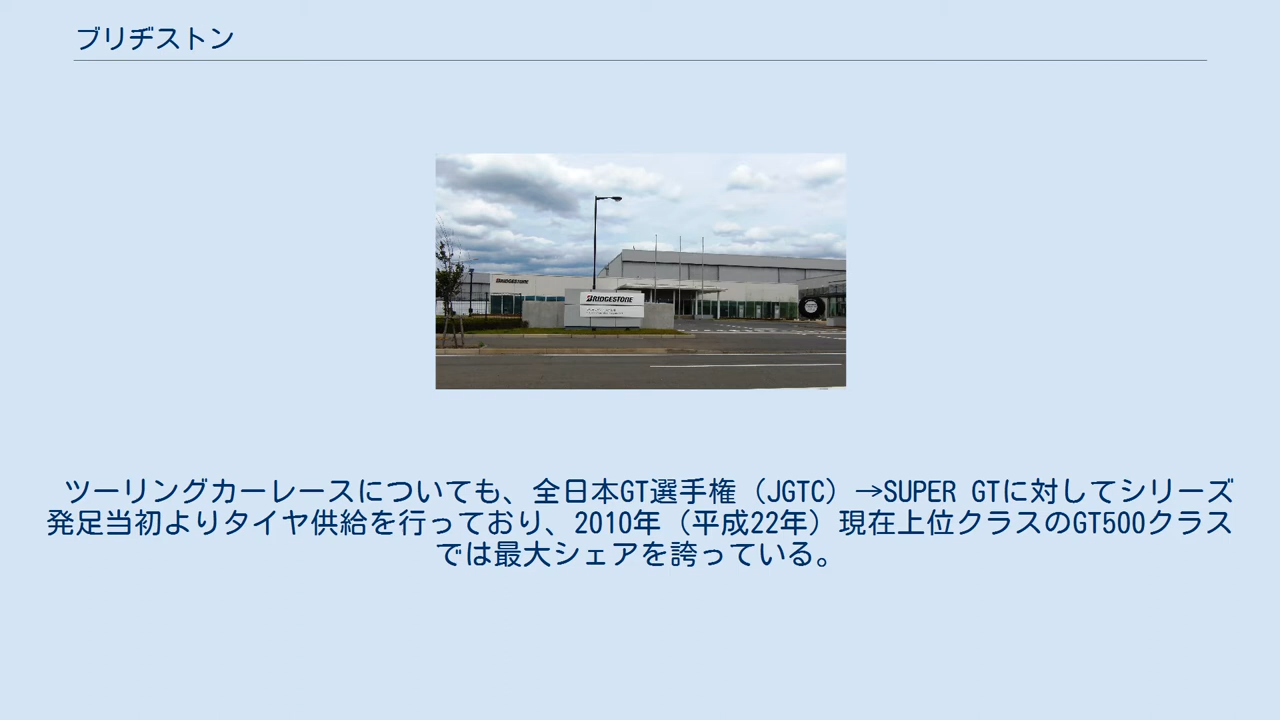 ブリヂストン
BRIDGESTONE
BRIDGESTONE
ツーリングカーレースについても、全日本GT選手権（JGTC）→SUPER GTに対してシリーズ
発足当初よりタイヤ供給を行っており、2010年（平成22年）現在上位クラスのGT500クラス
では最大シェアを誇っている。